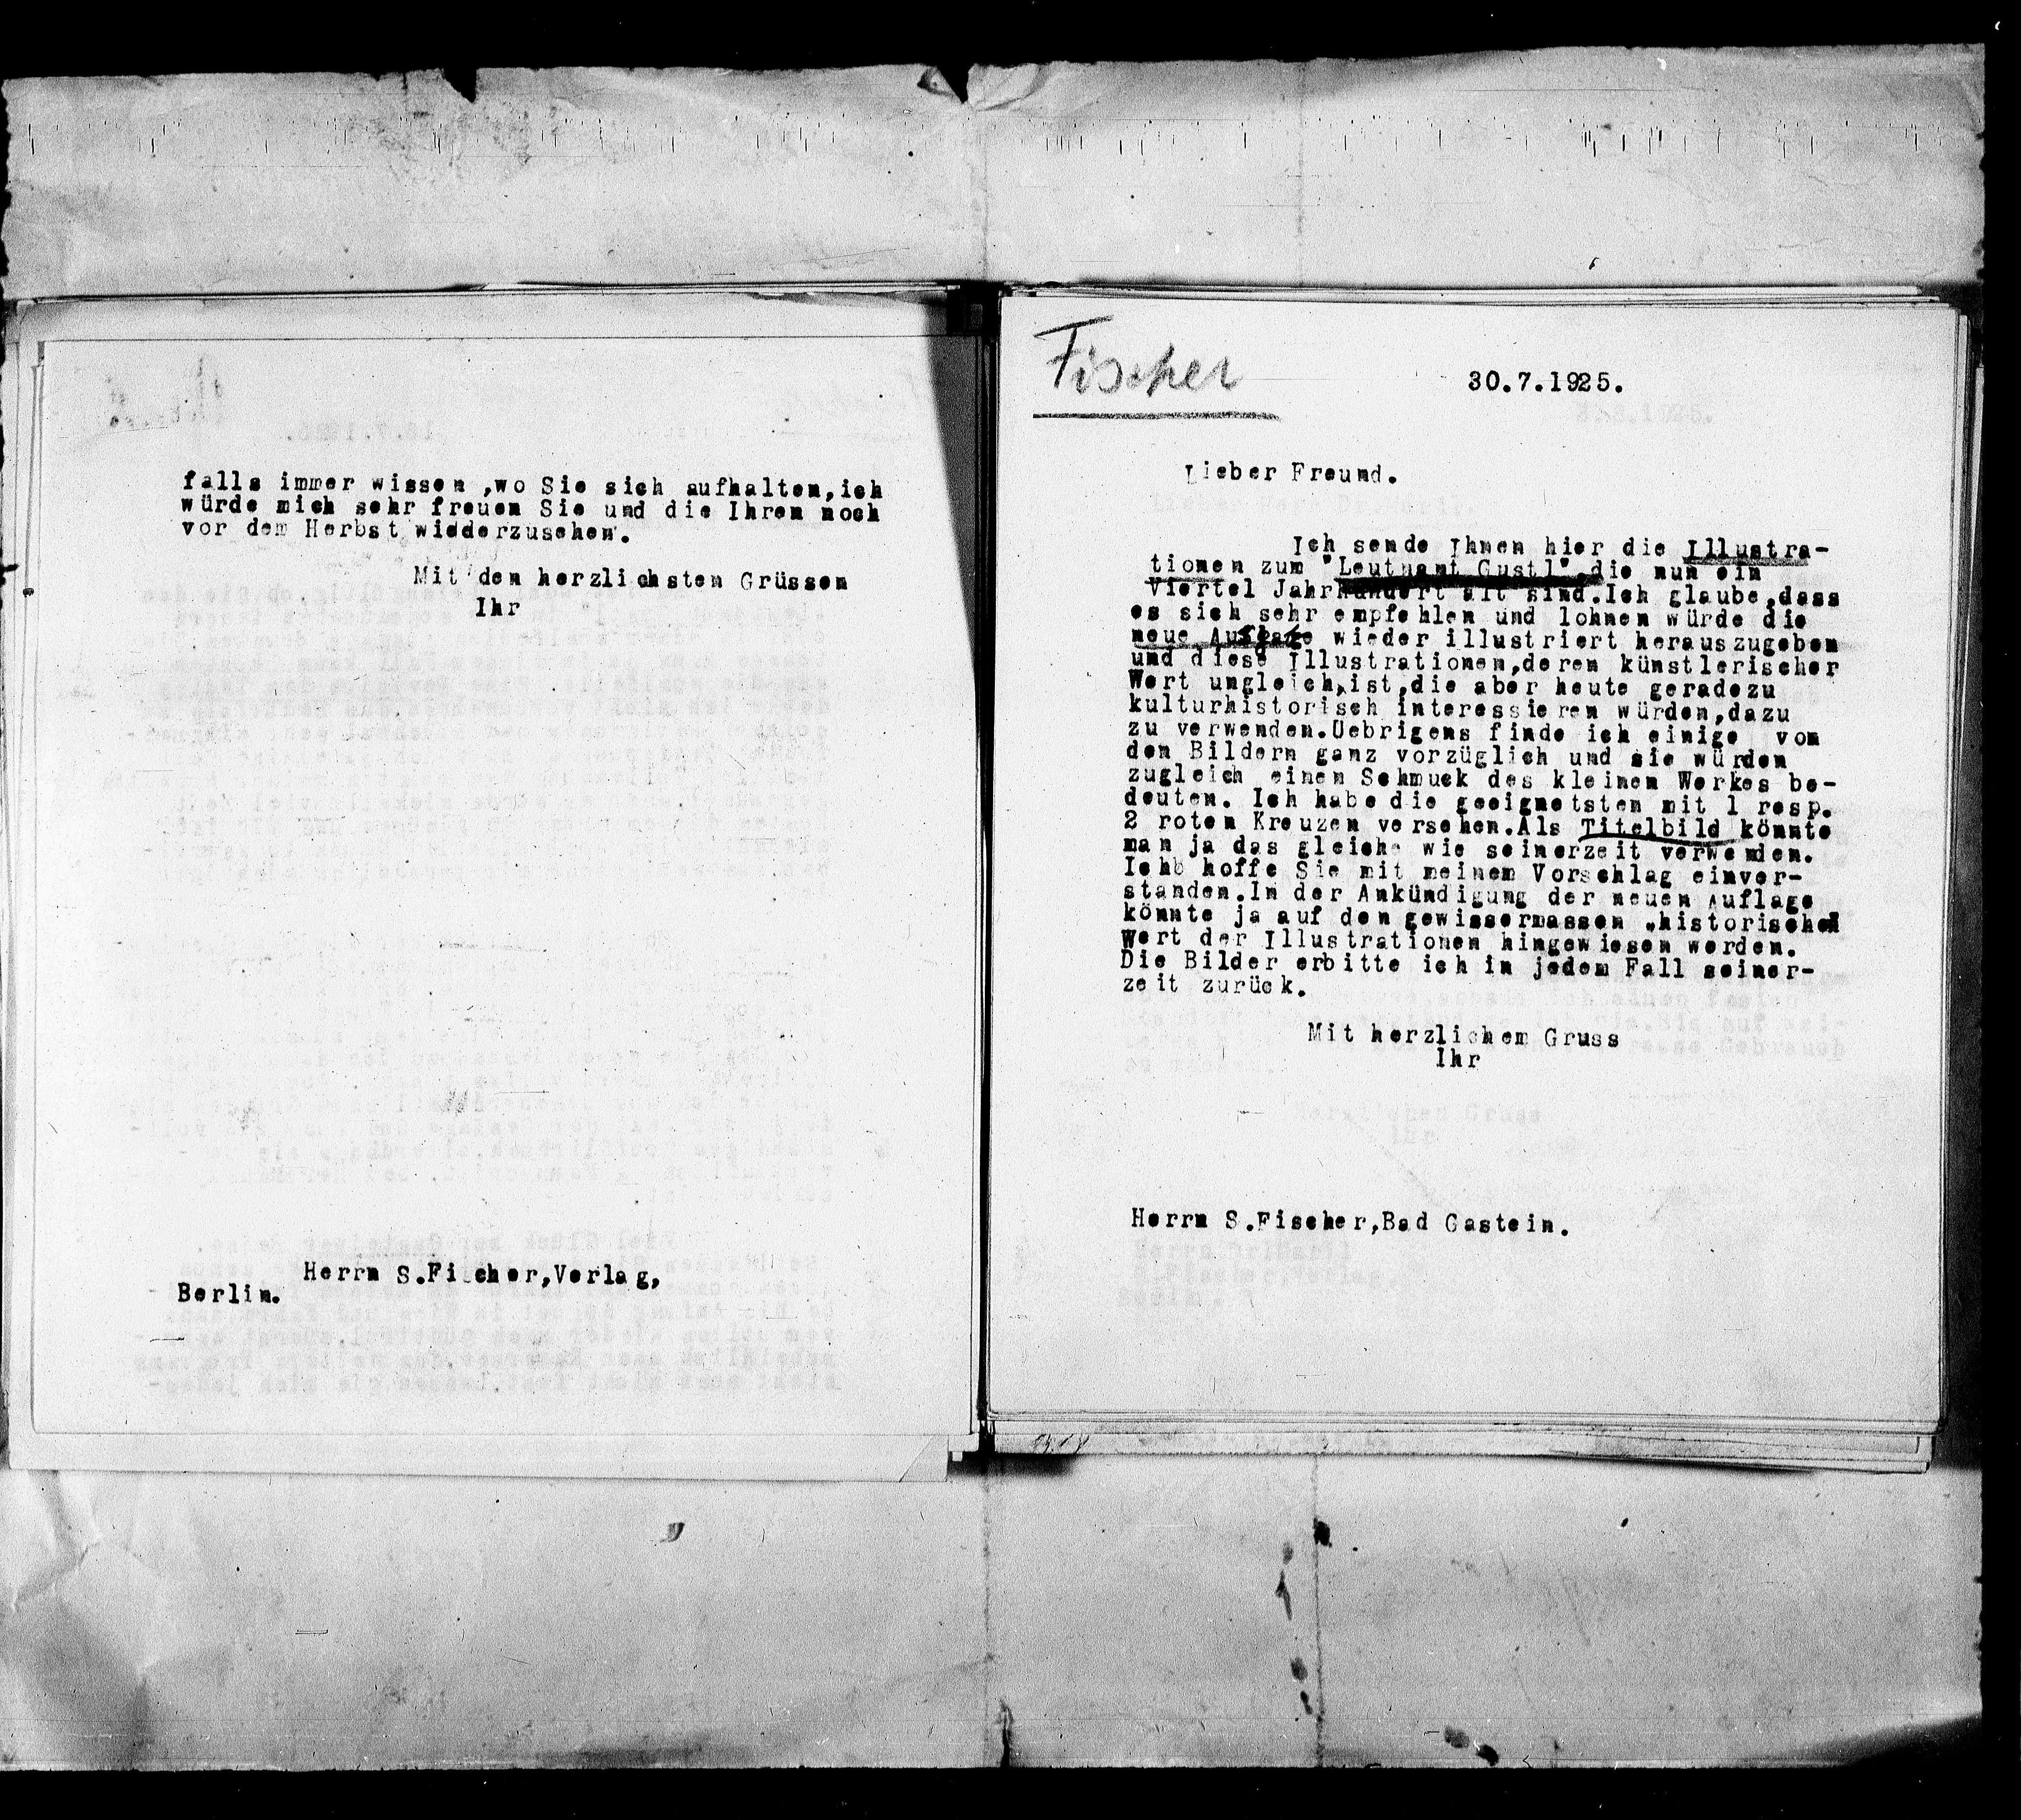 falls immer wissen ,wo Sie sich aufhalten,ich
würde mich sehr freuen Sie und die Ihren noch
vor dem Herbst wiederzusehen.
Mit den herzlichsten Grüssen
Ihr
Herrn S.Fischer,Verlag,
Berlin.
Fischer
30.7.1925.
Lieber Freund.
Ich sende Ihnen hier die Illustra-
tionen zum "Leutnant Gustl",die nun ein
Viertel Jahrhundert alt sind.Ich glaube,dass
es sich sehr empfehlen und lohnen würde die
neue Auflage wieder illustriert herauszugeben
und diese Illustrationen,deren künstlerischer
Wert ungleich,ist,die aber heute geradezu
kulturhistorisch interessieren würden,dazu
zu verwenden.Uebrigens finde ich einige von
den Bildern ganz vorzüglich und sie würden
zugleich einen Schmuck des kleinen Werkes be-
deuten. Ich habe die geeignetsten mit 1 resp.
2 roten Kreuzen versehen.Als Titelbild könnte
man ja das gleiche wie seinerzeit verwenden.
Ichb hoffe Sie mit meinem Vorschlag einver-
standen.In der Ankündigung der neuen Auflage
könnte ja auf den gewissermassen historischen
Wert der Illustrationen hingewiesen werden.
Die Bilder erbitte ich in jedem Fall seiner-
zeit zurück.
Mit herzlichem Gruss
Ihr
Herrn S.Fischer,Bad Gastein.